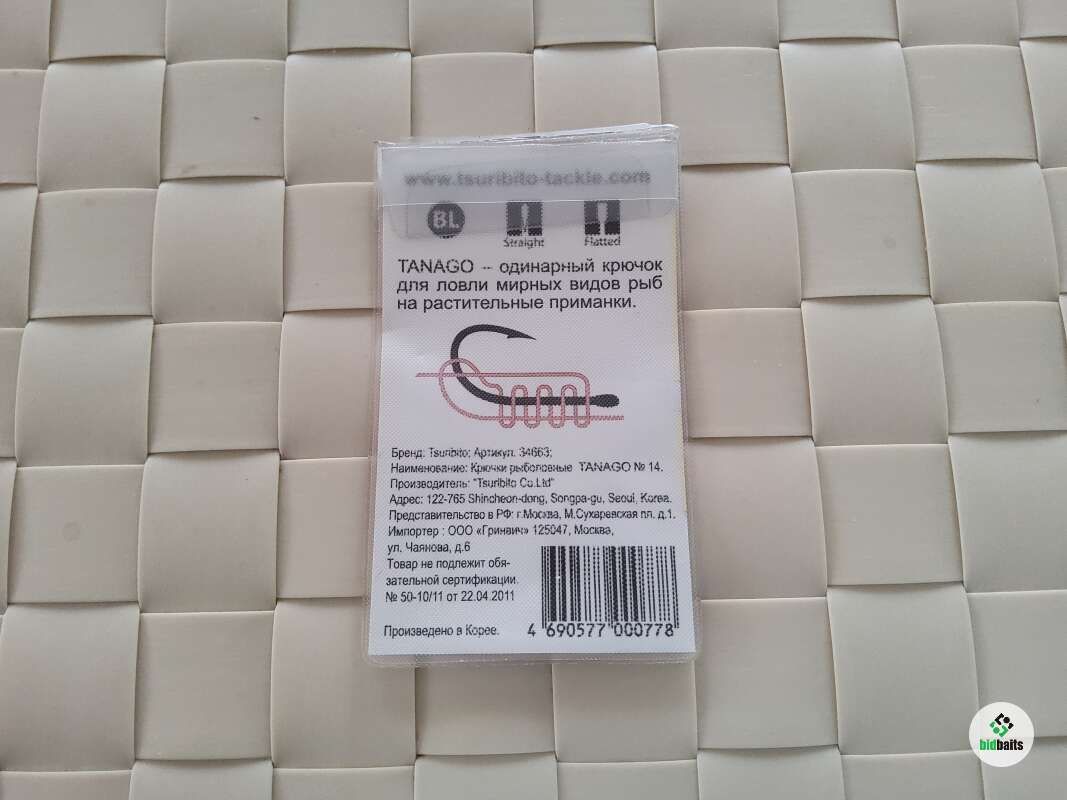 www.tsuribito-tackle.com
BL
Straight Flatted
TANAGO – одинарный крючок
для ловли мирных видов рыб
на растительные приманки.
Бренд: Tsuribito; Артикул: 34663;
Наименование: Крючки рыболовные TANAGO № 14.
Производитель: "Tsuribito Co.Ltd"
Адрес: 122-765 Shincheon-dong, Songpa-gu, Seoul, Korea.
Представительство в РФ: г.Москва, М.Сухаревская пл. д.1.
Импортер : ООО «Гринвич» 125047, Москва,
ул. Чаянова, д.6
Товар не подлежит обя-
зательной сертификации.
№ 50-10/11 от 22.04.2011
Произведено в Корее.
4 690577 000778
bidbaits